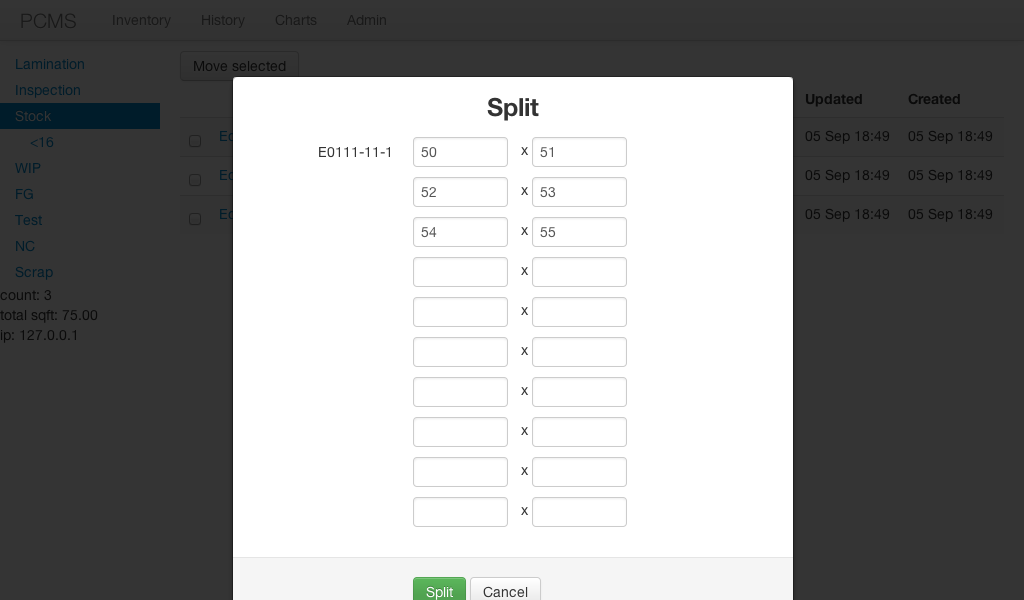 PCMS Inventory History Charts Admin
Lamination
Inspection
Stock
<16
WIP
FG
Test
NC
Scrap
count: 3
total sqft: 75.00
ip: 127.0.0.1
Move selected
Updated Created
05 Sep 18:49 05 Sep 18:49
05 Sep 18:49 05 Sep 18:49
05 Sep 18:49 05 Sep 18:49
Split
E0111-11-1 50 x 51
52 x 53
54 x 55
x
x
x
x
x
x
x
Split Cancel